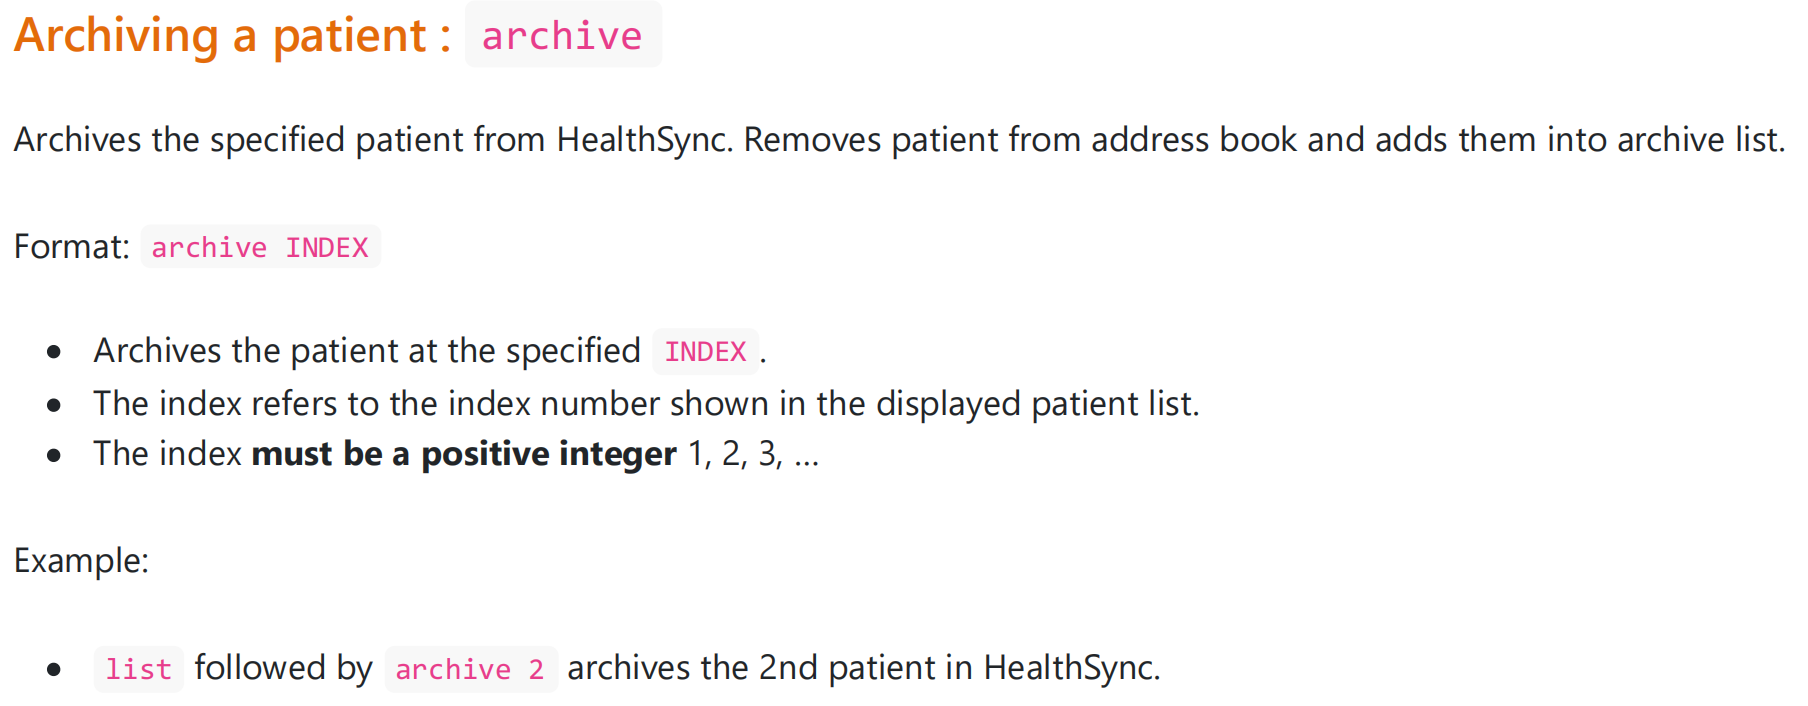 Archiving a patient : archive
Archives the specified patient from HealthSync. Removes patient from address book and adds them into archive list.
Format: archive INDEX
• Archives the patient at the specified INDEX.
• The index refers to the index number shown in the displayed patient list.
• The index must be a positive integer 1, 2, 3, …
Example:
• list followed by archive 2 archives the 2nd patient in HealthSync.